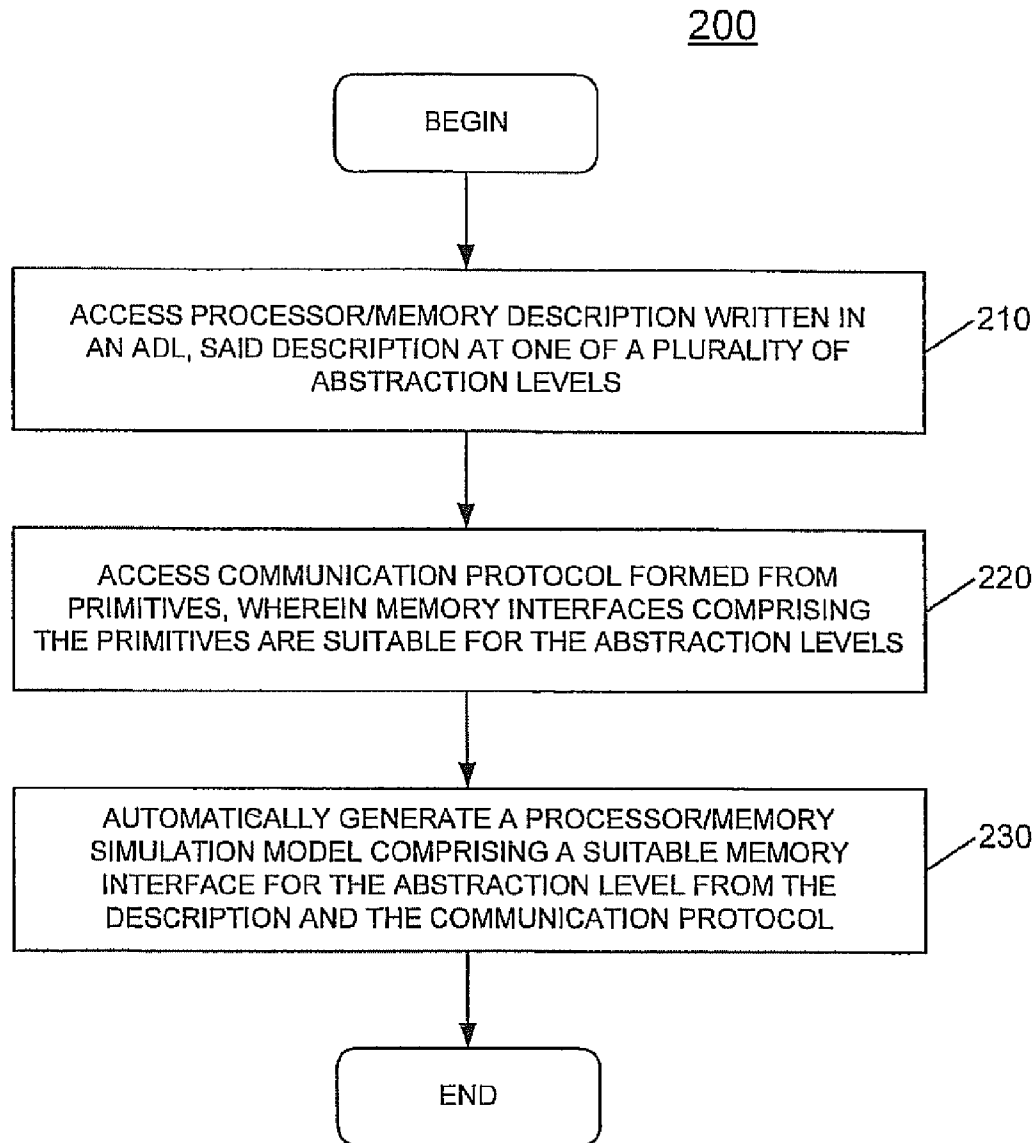 200
BEGIN
ACCESS PROCESSOR/MEMORY DESCRIPTION WRITTEN IN
AN ADL, SAID DESCRIPTION AT ONE OF A PLURALITY OF
ABSTRACTION LEVELS
210
ACCESS COMMUNICATION PROTOCOL FORMED FROM
PRIMITIVES, WHEREIN MEMORY INTERFACES COMPRISING
THE PRIMITIVES ARE SUITABLE FOR THE ABSTRACTION LEVELS
220
AUTOMATICALLY GENERATE A PROCESSOR/MEMORY
SIMULATION MODEL COMPRISING A SUITABLE MEMORY
INTERFACE FOR THE ABSTRACTION LEVEL FROM THE
DESCRIPTION AND THE COMMUNICATION PROTOCOL
230
END